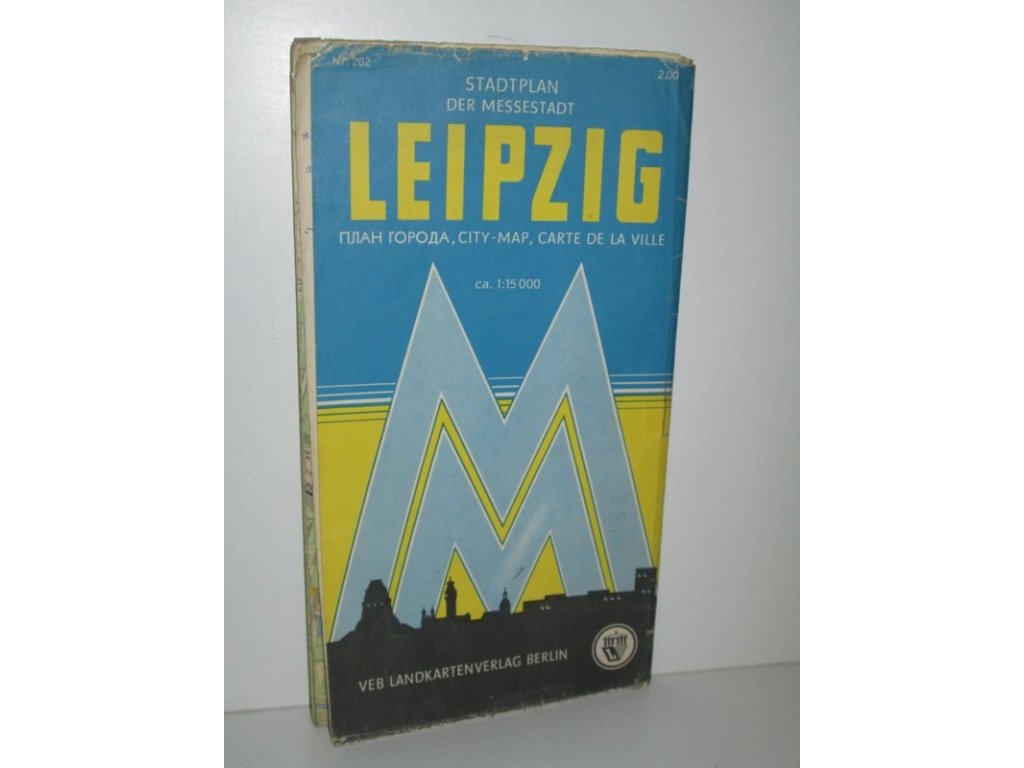 Nr. 202
2.00
STADTPLAN
DER MESSESTADT
LEIPZIG
ПЛАН ГОРОДА, CITY-MAP, CARTE DE LA VILLE
ca. 1:15 000
MM
VEB LANDKARTENVERLAG BERLIN